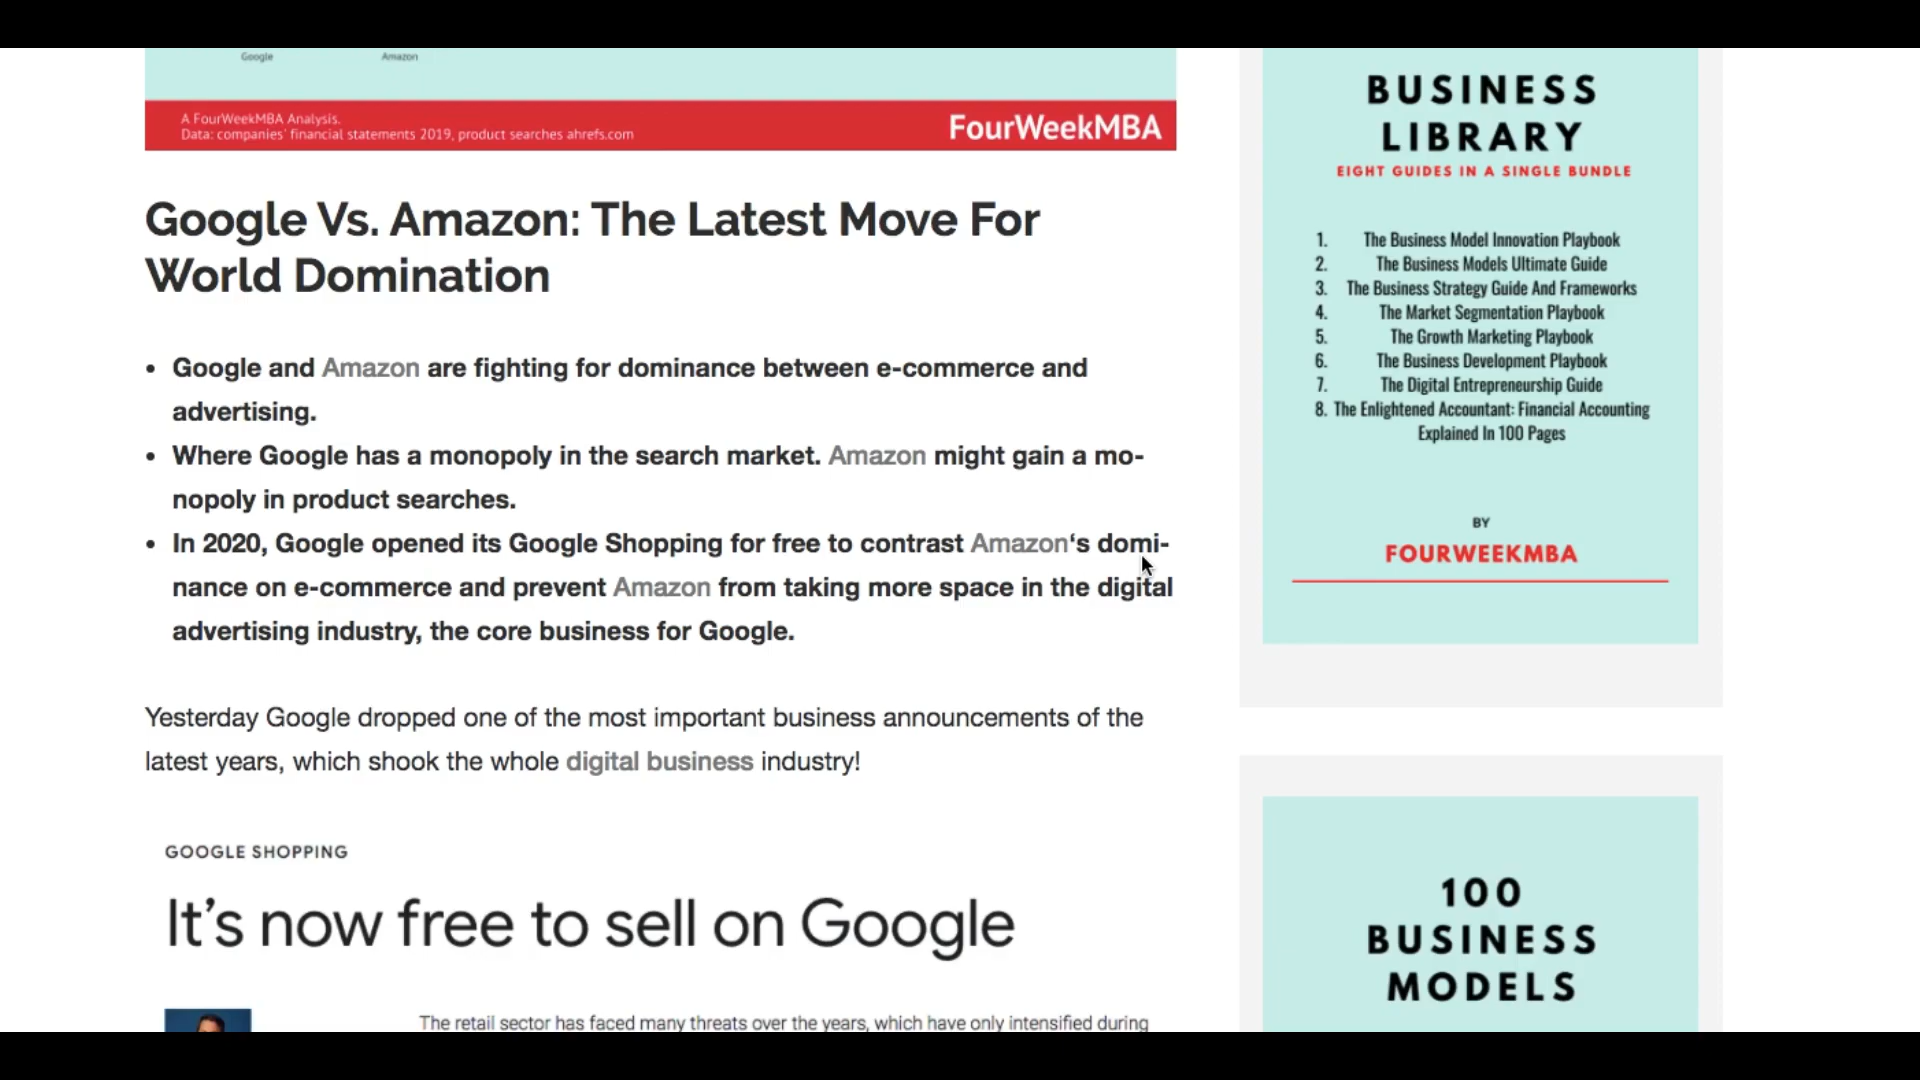 Google Amazon
A FourWeekMBA Analysis.
Data: companies' financial statements 2019, product searches ahrefs.com
FourWeekMBA
Google Vs. Amazon: The Latest Move For
World Domination
• Google and Amazon are fighting for dominance between e-commerce and
advertising.
• Where Google has a monopoly in the search market. Amazon might gain a mo-
nopoly in product searches.
• In 2020, Google opened its Google Shopping for free to contrast Amazon‘s domi-
nance on e-commerce and prevent Amazon from taking more space in the digital
advertising industry, the core business for Google.
Yesterday Google dropped one of the most important business announcements of the
latest years, which shook the whole digital business industry!
GOOGLE SHOPPING
It’s now free to sell on Google
The retail sector has faced many threats over the years, which have only intensified during
BUSINESS
LIBRARY
EIGHT GUIDES IN A SINGLE BUNDLE
1. The Business Model Innovation Playbook
2. The Business Models Ultimate Guide
3. The Business Strategy Guide And Frameworks
4. The Market Segmentation Playbook
5. The Growth Marketing Playbook
6. The Business Development Playbook
7. The Digital Entrepreneurship Guide
8. The Enlightened Accountant: Financial Accounting
Explained In 100 Pages
BY
FOURWEEKMBA
100
BUSINESS
MODELS